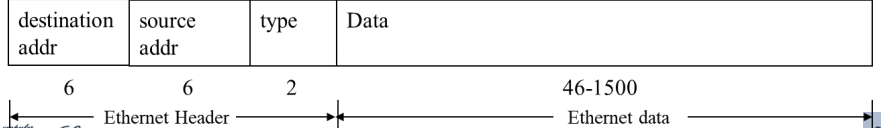 destination source type Data
addr addr
6 6 2 46-1500
Ethernet Header Ethernet data